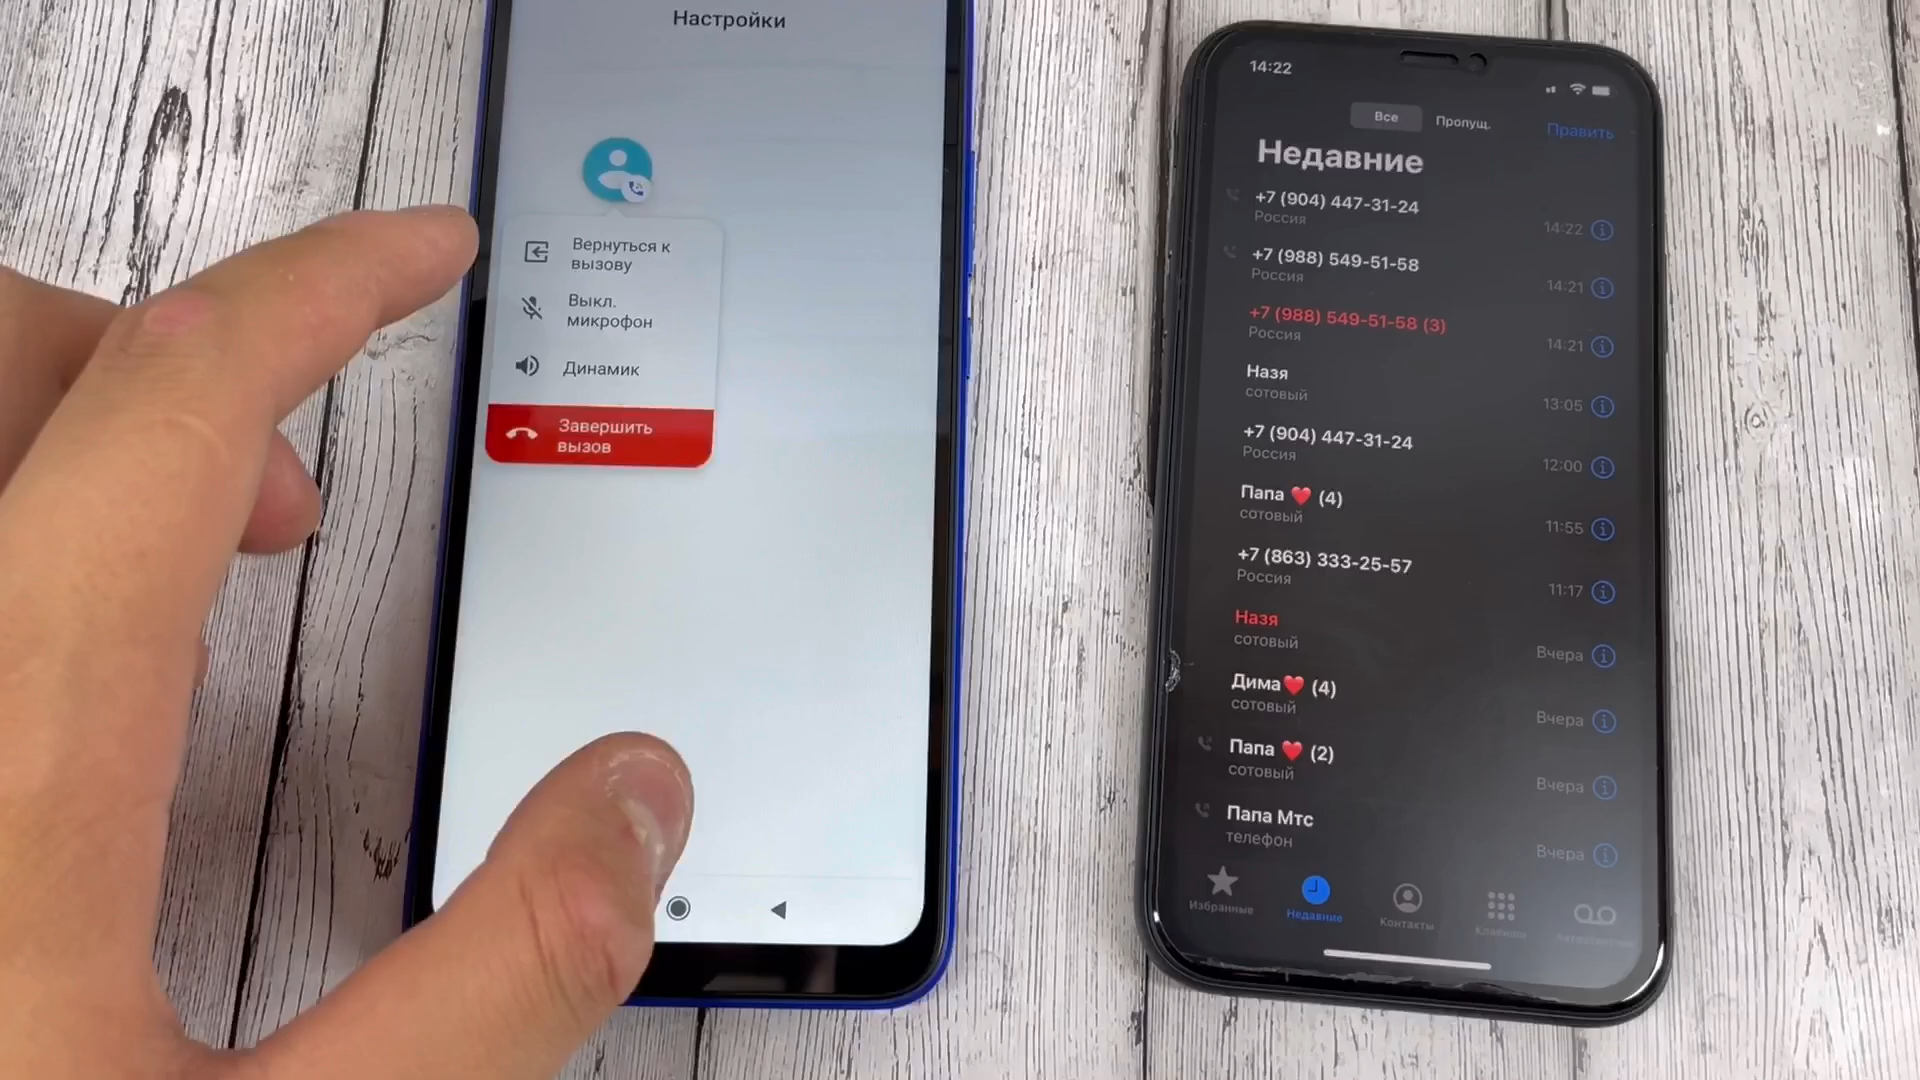 Настройки
Вернуться к
вызову
Выкл.
микрофон
Динамик
Завершить
вызов
14:22
Все
Пропущ.
Править
Недавние
+7 (904) 447-31-24
Россия
14:22
+7 (988) 549-51-58
Россия
14:21
+7 (988) 549-51-58 (3)
Россия
14:21
Назя
сотовый
13:05
+7 (904) 447-31-24
Россия
12:00
Папа ❤️ (4)
сотовый
11:55
+7 (863) 333-25-57
Россия
11:17
Назя
сотовый
Вчера
Дима❤️ (4)
сотовый
Вчера
Папа ❤️ (2)
сотовый
Вчера
Папа Мтс
телефон
Вчера
Избранные
Недавние
Контакты
Клавиши